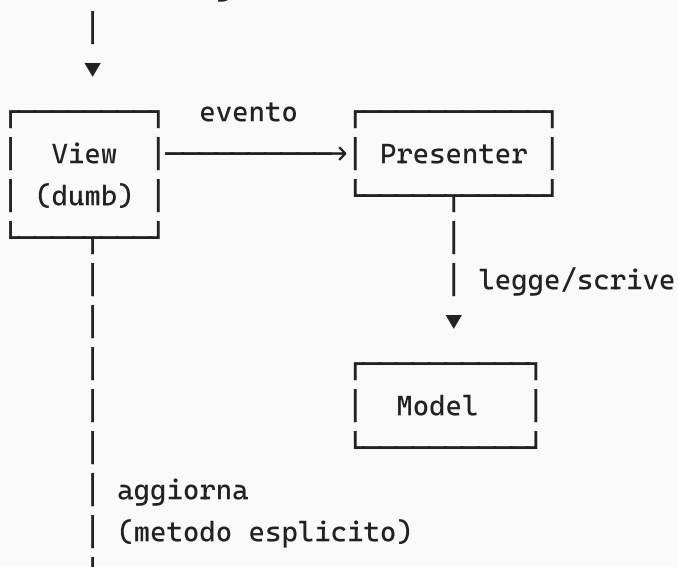 evento
View
Presenter
(dumb)
legge/scrive
Model
aggiorna
(metodo esplicito)